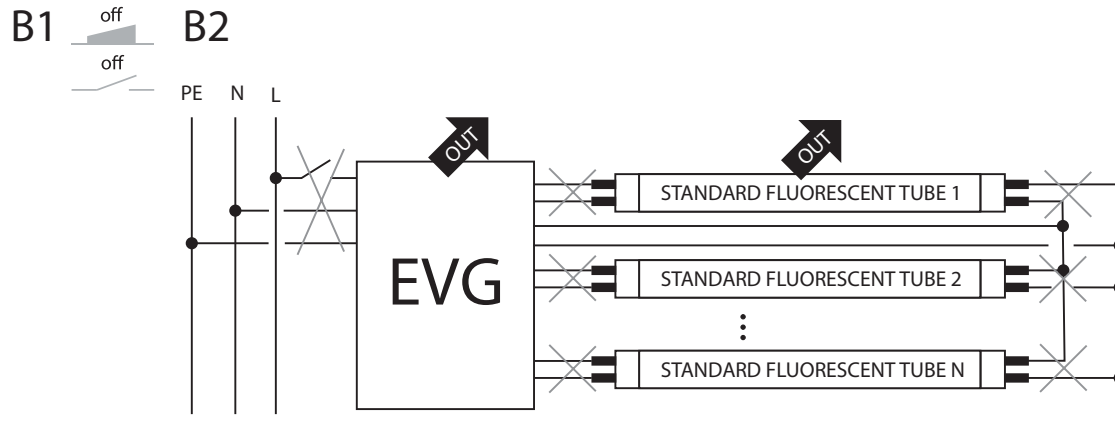 B1 off B2
off
PE N L
OUT OUT
STANDARD FLUORESCENT TUBE 1
EVG
STANDARD FLUORESCENT TUBE 2
STANDARD FLUORESCENT TUBE N